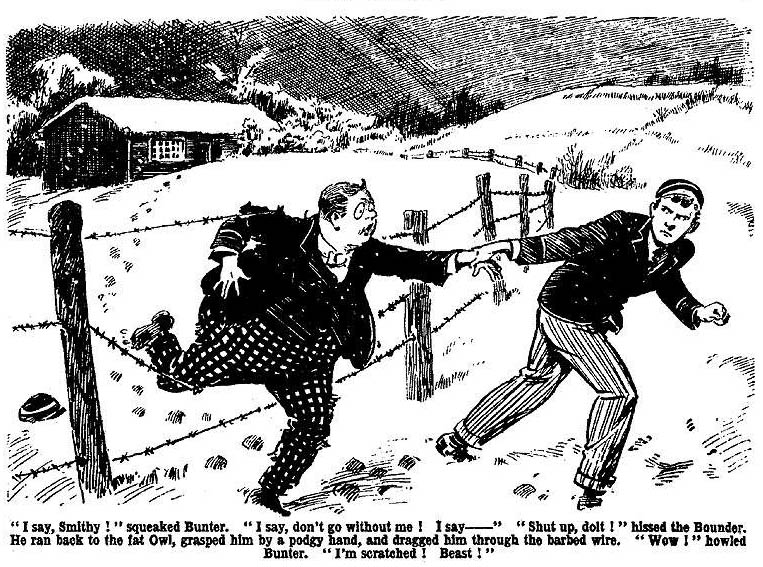 "I say, Smithy!" squeaked Bunter. "I say, don't go without me! I say——" "Shut up, dolt!" hissed the Bounder.
He ran back to the fat Owl, grasped him by a podgy hand, and dragged him through the barbed wire. "Wow!" howled
Bunter. "I'm scratched! Beast!"